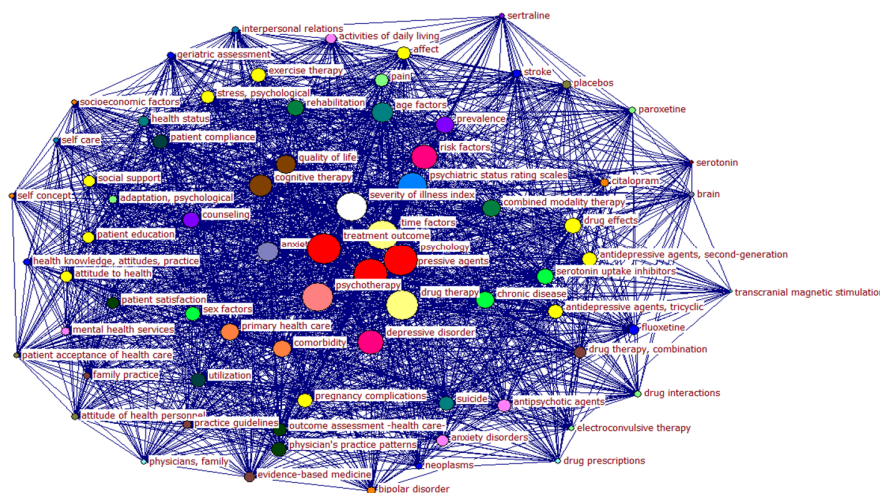 sertraline
interpersonal relations
activities of daily living
affect
geriatric assessment
exercise therapy
pain
stroke
placebos
stress, psychological
rehabilitation
age factors
socioeconomic factors
health status
prevalence
paroxetine
patient compliance
self care
risk factors
quality of life
serotonin
cognitive therapy
psychiatric status rating scales
social support
citalopram
brain
self concept
adaptation, psychological
severity of illness index
combined modality therapy
counseling
time factors
drug effects
patient education
treatment outcome
psychology
antidepressive agents, second-generation
health knowledge, attitudes, practice
pressive agents
serotonin uptake inhibitors
attitude to health
psychotherapy
drug therapy
chronic disease
transcranial magnetic stimulation
patient satisfaction
sex factors
antidepressive agents, tricyclic
mental health services
primary health care
depressive disorder
fluoxetine
comorbidity
drug therapy, combination
patient acceptance of health care
family practice
utilization
drug interactions
pregnancy complications
suicide
antipsychotic agents
attitude of health personnel
practice guidelines
outcome assessment -health care-
electroconvulsive therapy
physician's practice patterns
anxiety disorders
physicians, family
neoplasms
drug prescriptions
evidence-based medicine
bipolar disorder